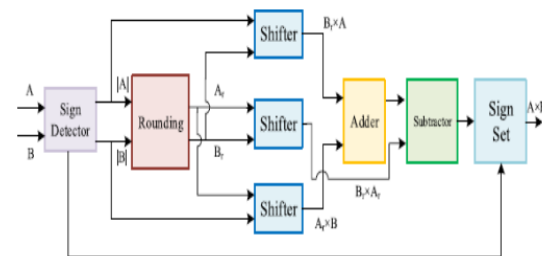 A
B
Sign
Detector
|A|
|B|
Rounding
Aᵣ
Bᵣ
Shifter
Shifter
Shifter
Bᵣ×A
Bᵣ×Aᵣ
Aᵣ×B
Adder
Subtractor
Sign
Set